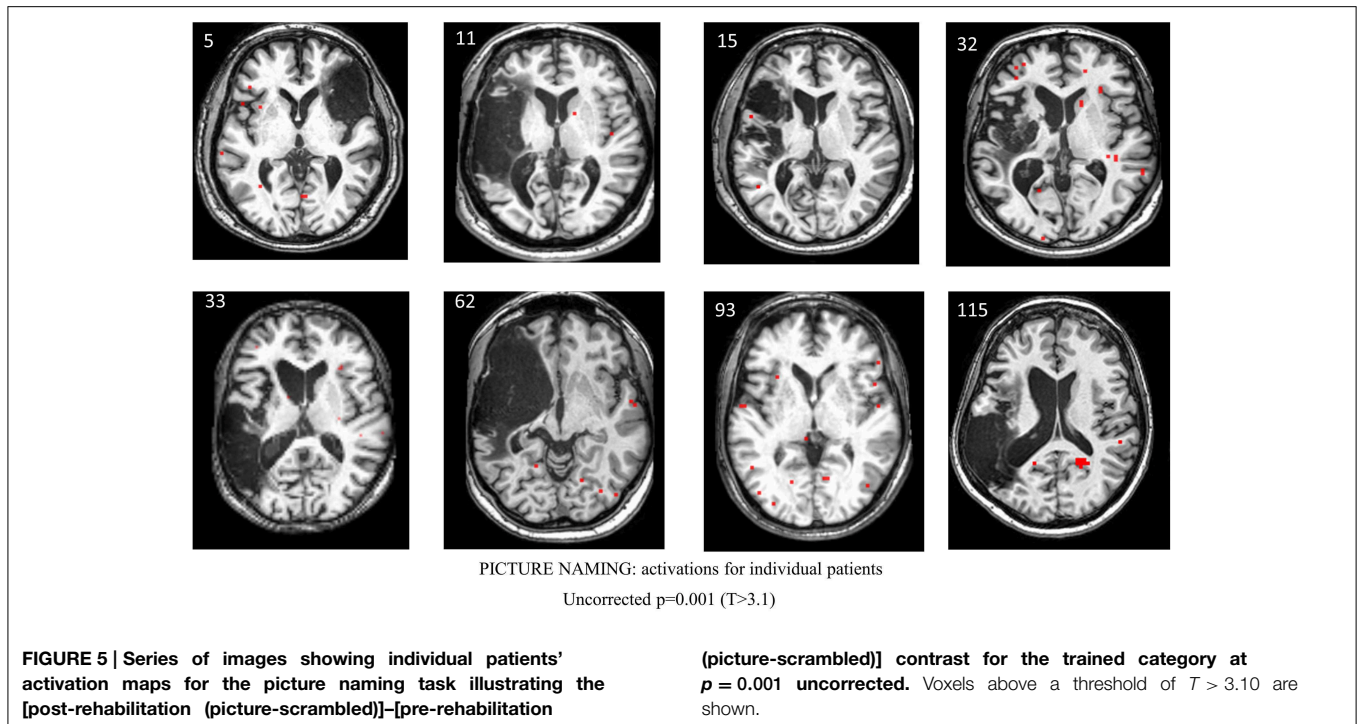 5
11
15
32
33
62
93
115
PICTURE NAMING: activations for individual patients
Uncorrected p=0.001 (T>3.1)
FIGURE 5 | Series of images showing individual patients’
activation maps for the picture naming task illustrating the
[post-rehabilitation (picture-scrambled)]–[pre-rehabilitation
(picture-scrambled)] contrast for the trained category at
p = 0.001 uncorrected. Voxels above a threshold of T > 3.10 are
shown.